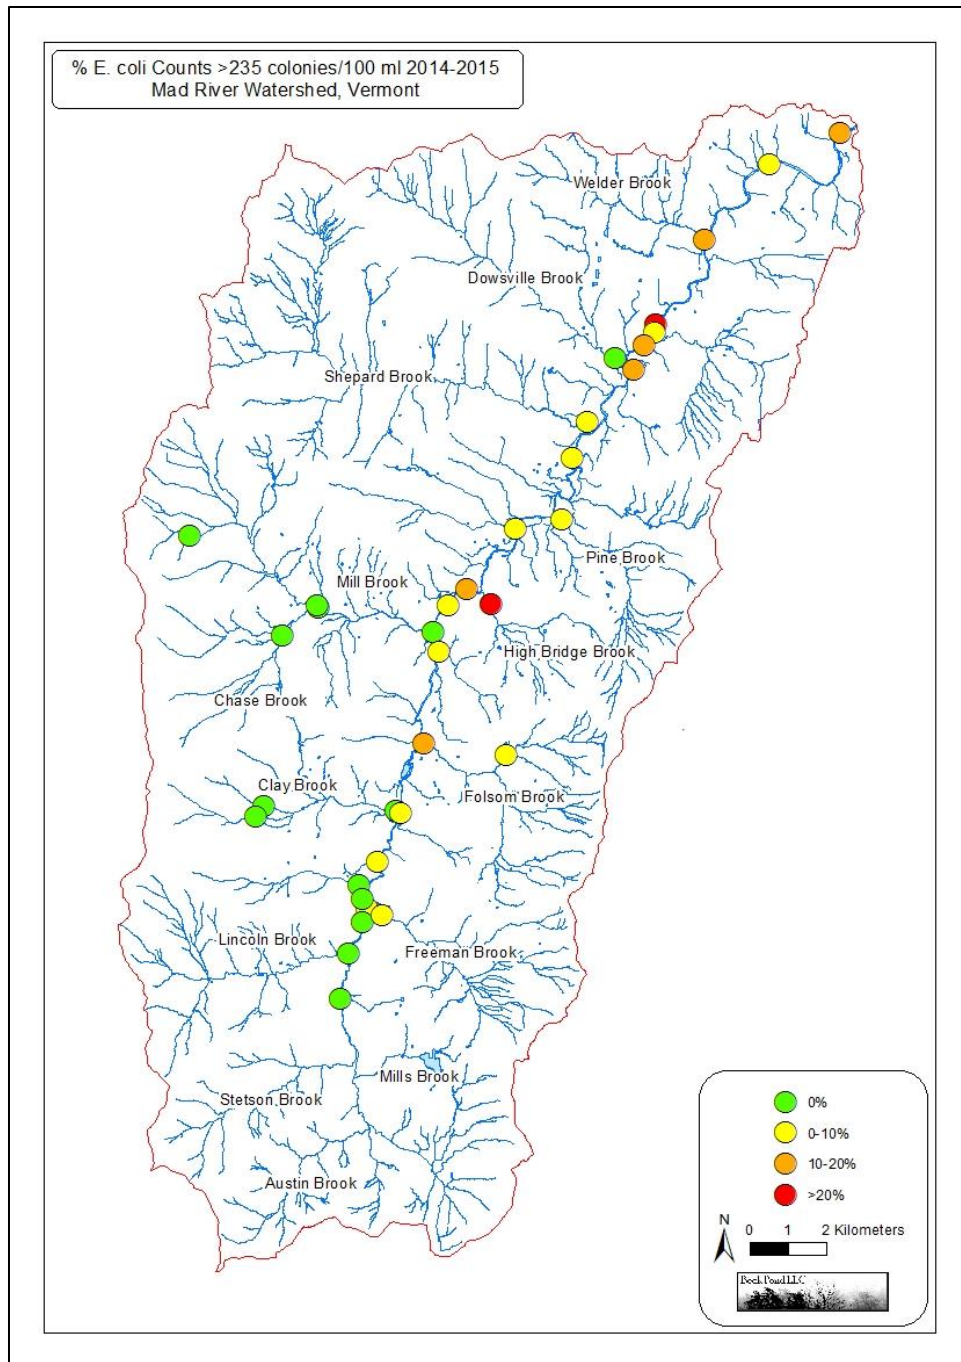 % E. coli Counts >235 colonies/100 ml 2014-2015
Mad River Watershed, Vermont
Welder Brook
Dowsville Brook
Shepard Brook
Pine Brook
Mill Brook
High Bridge Brook
Chase Brook
Clay Brook
Folsom Brook
Lincoln Brook
Freeman Brook
Mills Brook
Stetson Brook
Austin Brook
0%
0-10%
10-20%
>20%
N
0 1 2 Kilometers
Beck Pond LLC